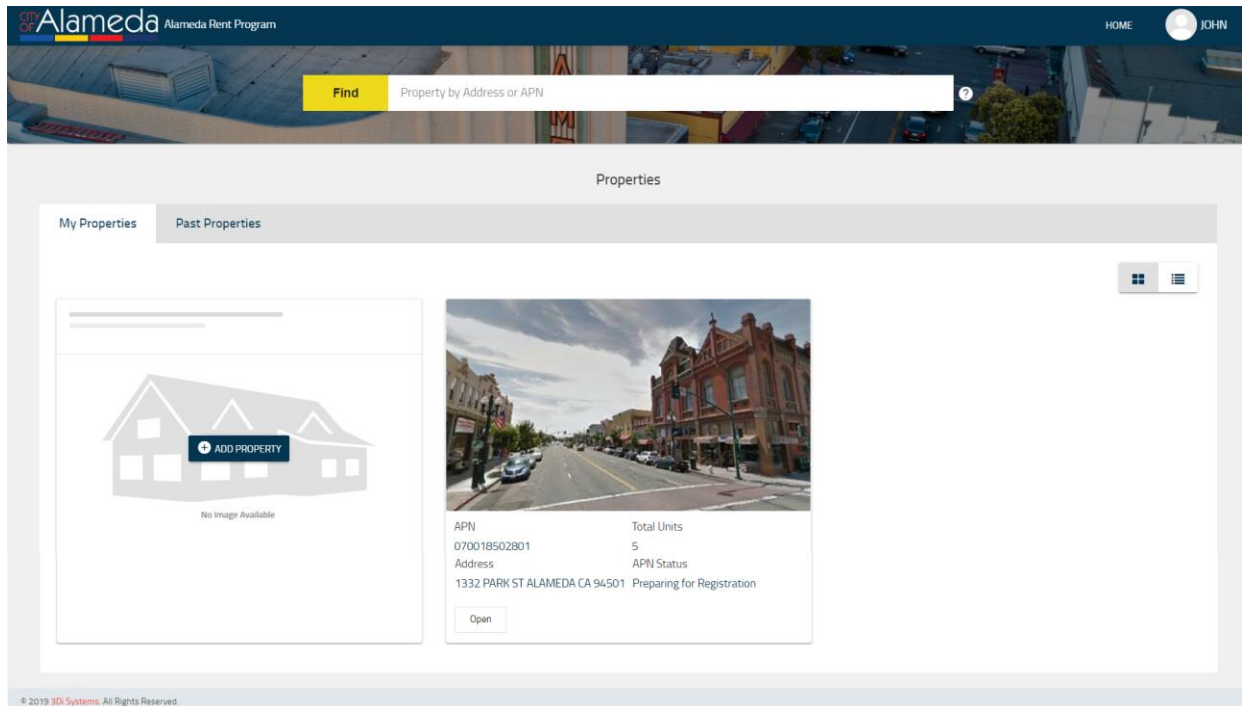 CITY OF Alameda Alameda Rent Program
HOME
JOHN
Find
Property by Address or APN
?
Properties
My Properties
Past Properties
ADD PROPERTY
No Image Available
APN
Total Units
070018502801
5
Address
APN Status
1332 PARK ST ALAMEDA CA 94501
Preparing for Registration
Open
© 2019 3Di Systems. All Rights Reserved.